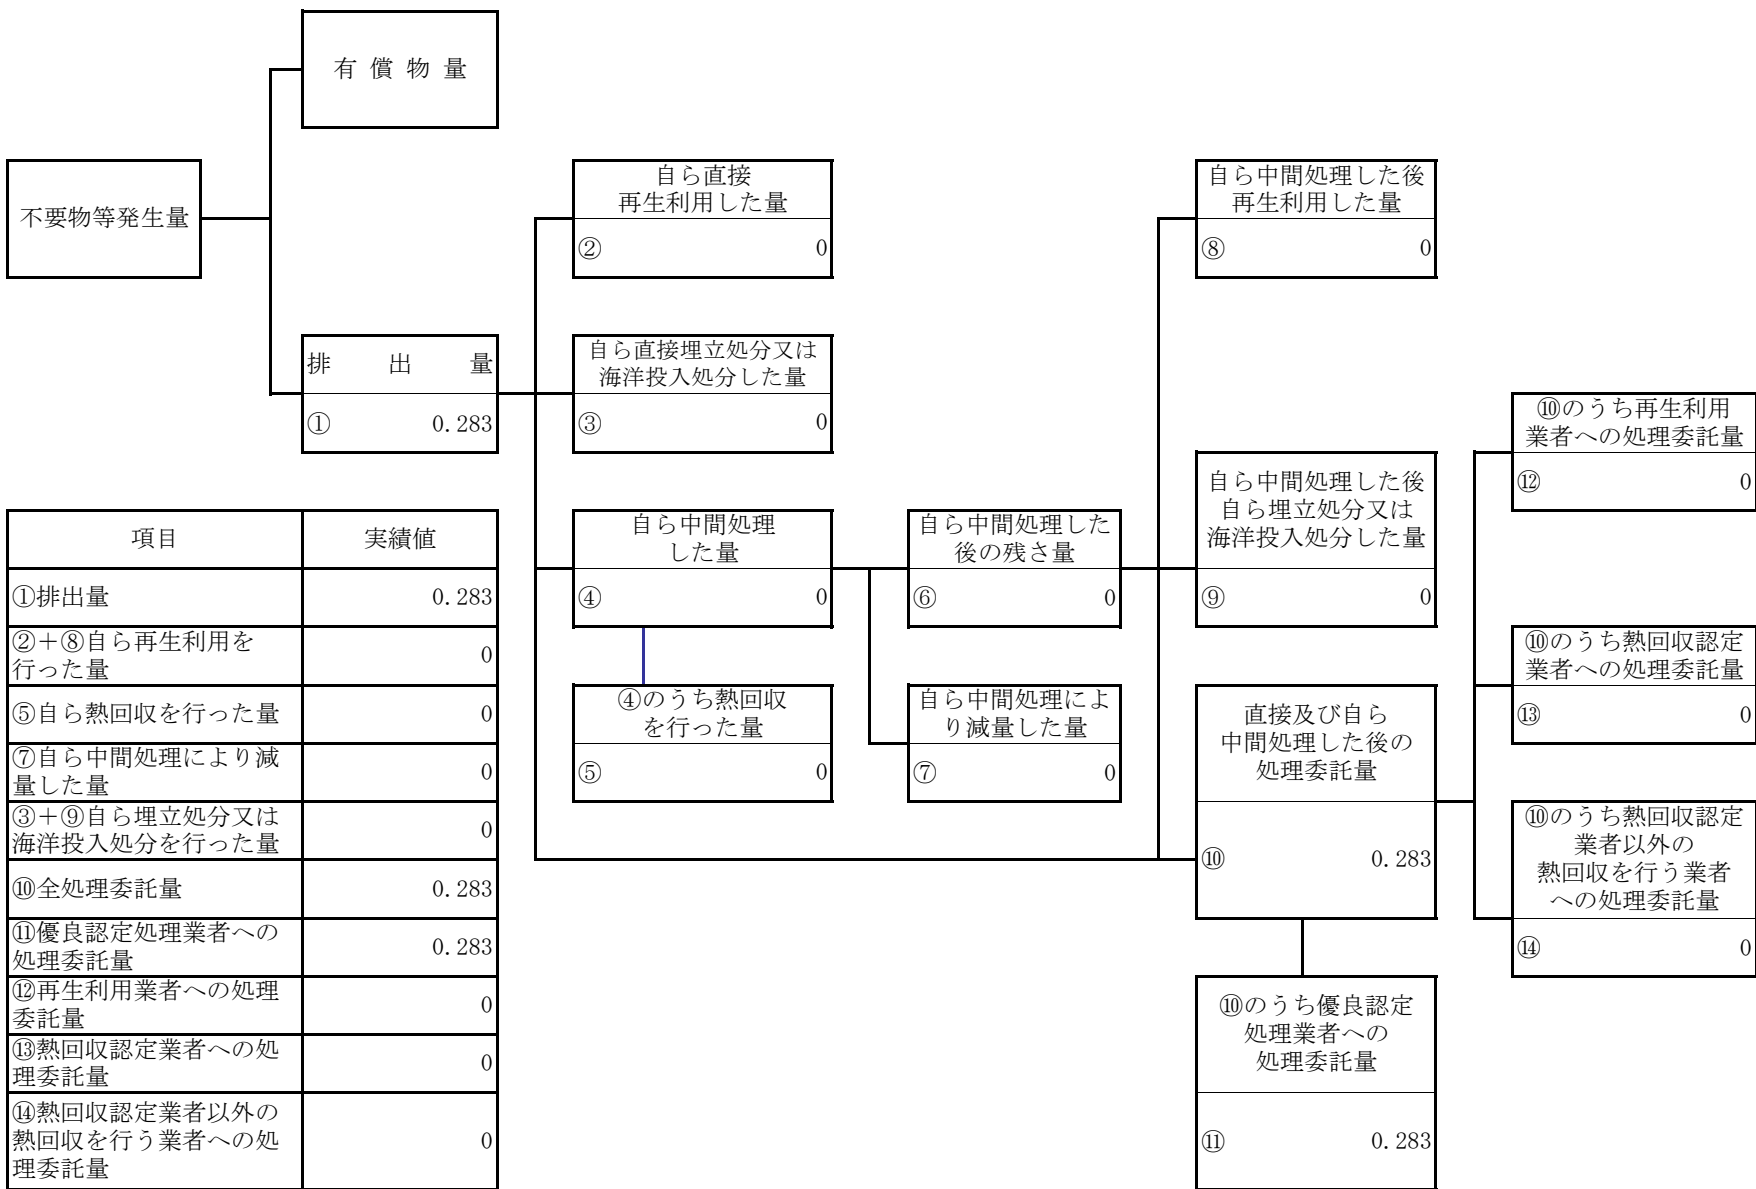 有償物量
不要物等発生量
自ら直接
再生利用した量
② 0
自ら中間処理した後
再生利用した量
⑧ 0
排出量
① 0.283
自ら直接埋立処分又は
海洋投入処分した量
③ 0
⑩のうち再生利用
業者への処理委託量
⑫ 0
自ら中間処理した後
自ら埋立処分又は
海洋投入処分した量
⑨ 0
自ら中間処理
した量
④ 0
自ら中間処理した
後の残さ量
⑥ 0
⑩のうち熱回収認定
業者への処理委託量
⑬ 0
④のうち熱回収
を行った量
⑤ 0
自ら中間処理によ
り減量した量
⑦ 0
直接及び自ら
中間処理した後の
処理委託量
⑩ 0.283
⑩のうち熱回収認定
業者以外の
熱回収を行う業者
への処理委託量
⑭ 0
⑩のうち優良認定
処理業者への
処理委託量
⑪ 0.283
項目 実績値
①排出量 0.283
②+⑧自ら再生利用を
行った量 0
⑤自ら熱回収を行った量 0
⑦自ら中間処理により減
量した量 0
③+⑨自ら埋立処分又は
海洋投入処分を行った量 0
⑩全処理委託量 0.283
⑪優良認定処理業者への
処理委託量 0.283
⑫再生利用業者への処理
委託量 0
⑬熱回収認定業者への処
理委託量 0
⑭熱回収認定業者以外の
熱回収を行う業者への処
理委託量 0